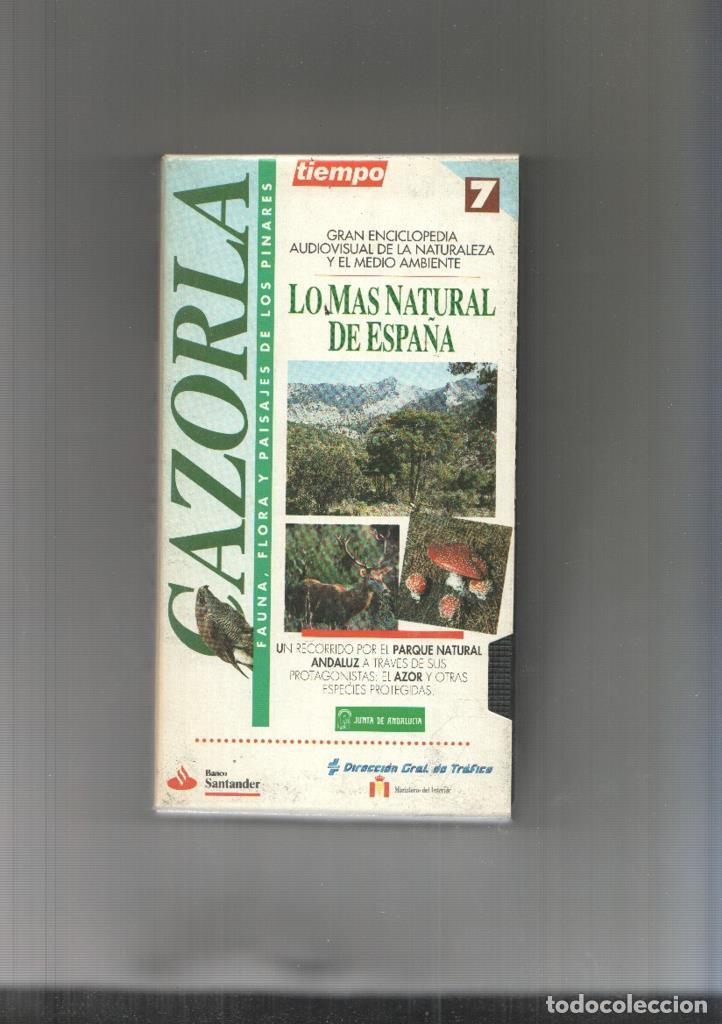 tiempo
7
CAZORLA
FAUNA, FLORA Y PAISAJES DE LOS PINARES
GRAN ENCICLOPEDIA
AUDIOVISUAL DE LA NATURALEZA
Y EL MEDIO AMBIENTE
LO MAS NATURAL
DE ESPAÑA
UN RECORRIDO POR EL PARQUE NATURAL
ANDALUZ A TRAVES DE SUS
PROTAGONISTAS: EL AZOR Y OTRAS
ESPECIES PROTEGIDAS.
JUNTA DE ANDALUCIA
Banco
Santander
Dirección Gral. de Tráfico
Ministerio del Interior
todocoleccion